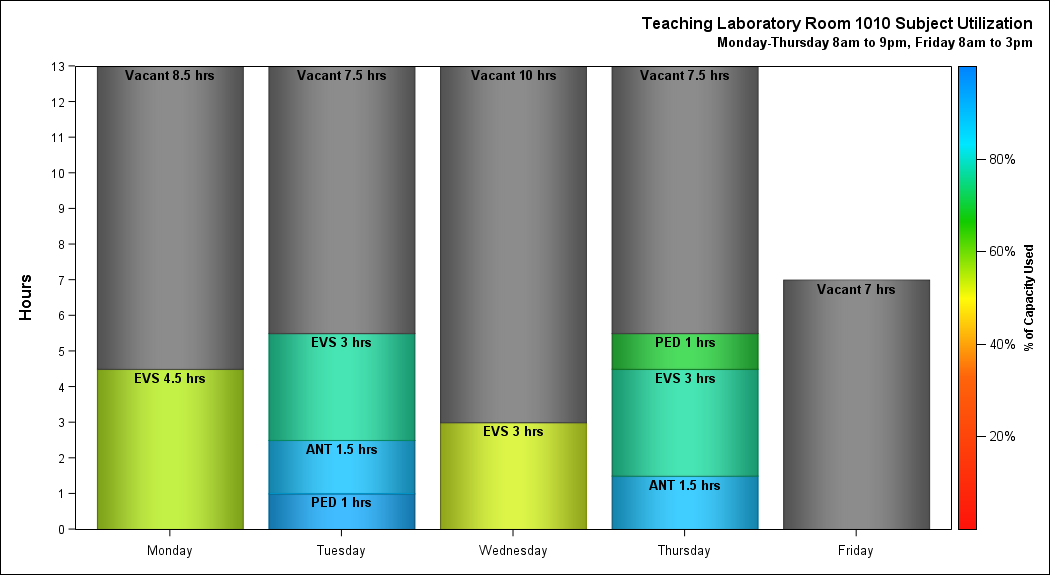 Teaching Laboratory Room 1010 Subject Utilization
Monday-Thursday 8am to 9pm, Friday 8am to 3pm
Hours
13
12
11
10
9
8
7
6
5
4
3
2
1
0
Vacant 8.5 hrs
EVS 4.5 hrs
Vacant 7.5 hrs
EVS 3 hrs
ANT 1.5 hrs
PED 1 hrs
Vacant 10 hrs
EVS 3 hrs
Vacant 7.5 hrs
PED 1 hrs
EVS 3 hrs
ANT 1.5 hrs
Vacant 7 hrs
Monday
Tuesday
Wednesday
Thursday
Friday
80%
60%
40%
20%
% of Capacity Used